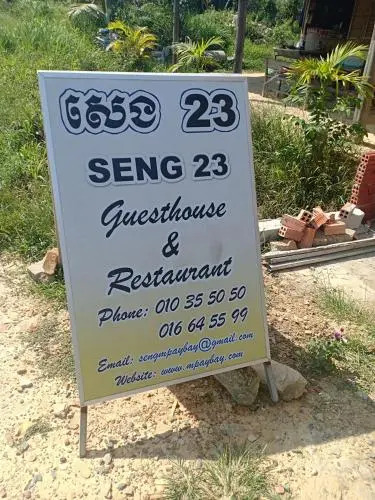 សេង 23
SENG 23
Guesthouse
&
Restaurant
Phone: 010 35 50 50
016 64 55 99
Email: sengmpaybay@gmail.com
Website: www.mpaybay.com